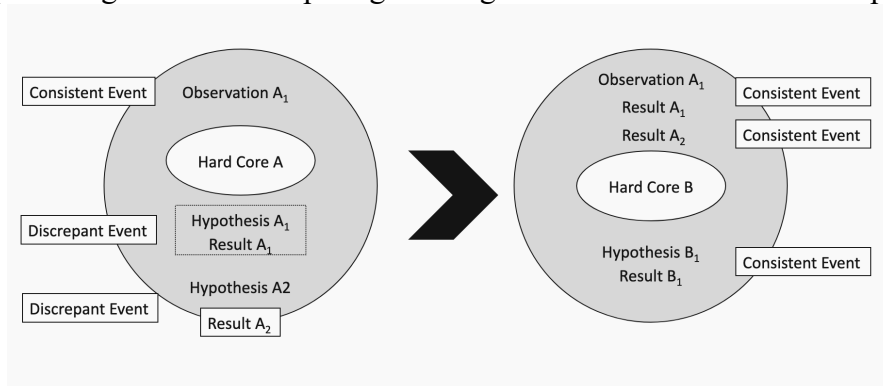 Consistent Event
Observation A₁
Hard Core A
Discrepant Event
Hypothesis A₁
Result A₁
Hypothesis A2
Discrepant Event
Result A₂
Observation A₁
Consistent Event
Result A₁
Result A₂
Consistent Event
Hard Core B
Hypothesis B₁
Consistent Event
Result B₁